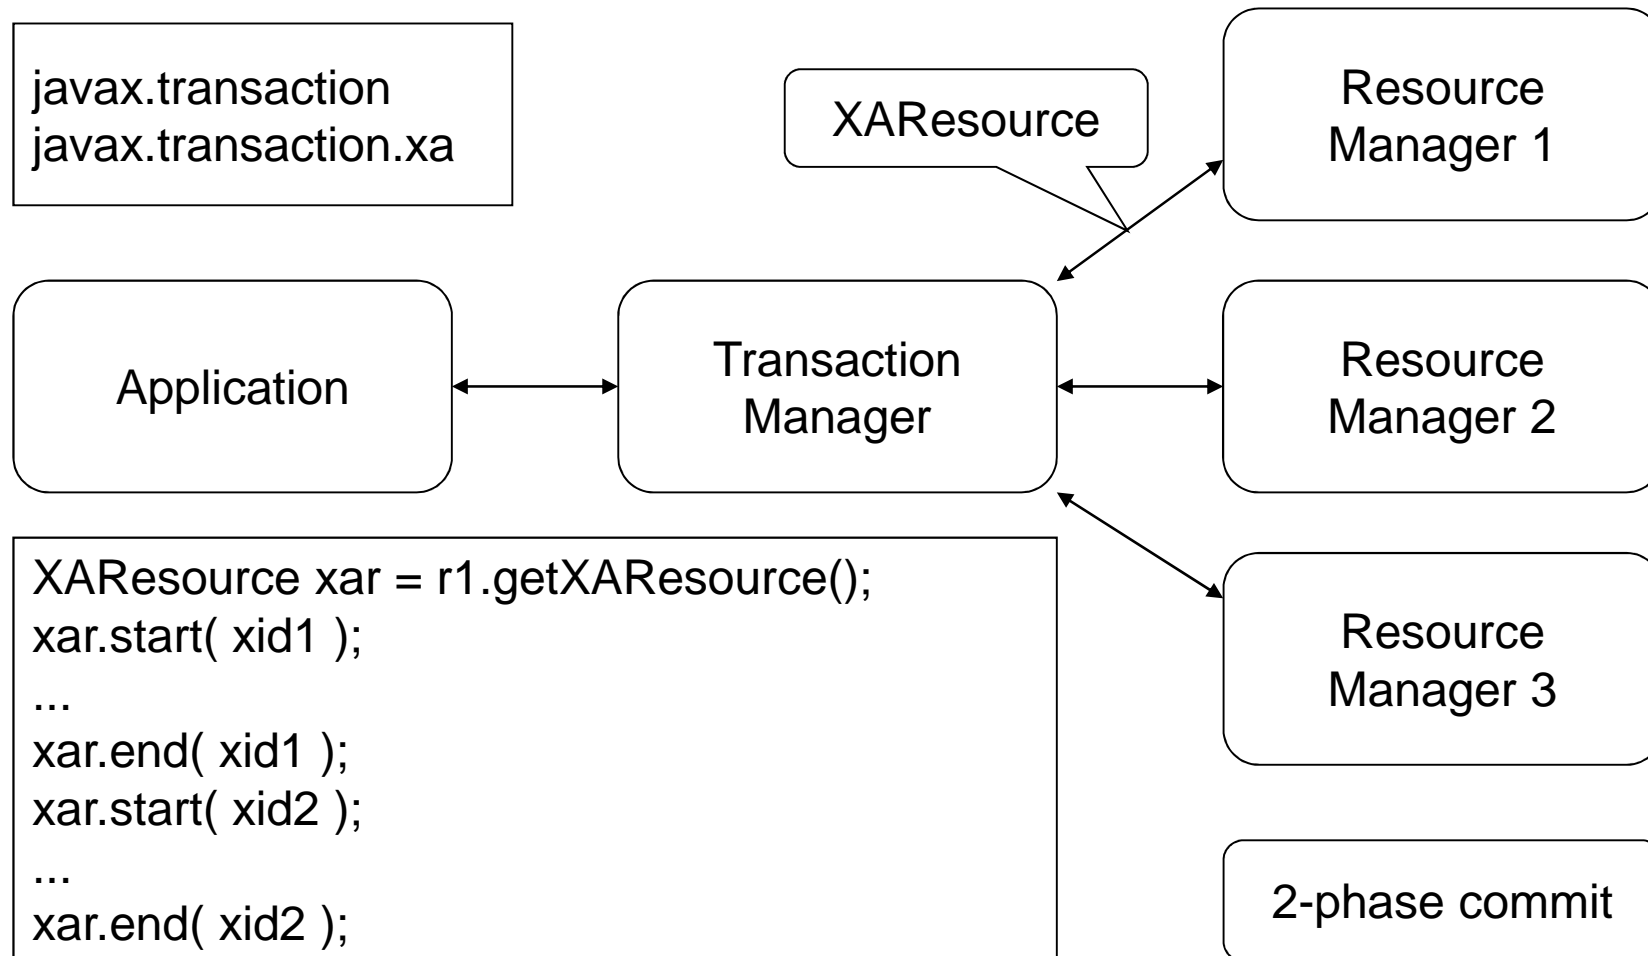 javax.transaction
javax.transaction.xa
XAResource
Resource
Manager 1
Application
Transaction
Manager
Resource
Manager 2
XAResource xar = r1.getXAResource();
xar.start( xid1 );
...
xar.end( xid1 );
xar.start( xid2 );
...
xar.end( xid2 );
Resource
Manager 3
2-phase commit